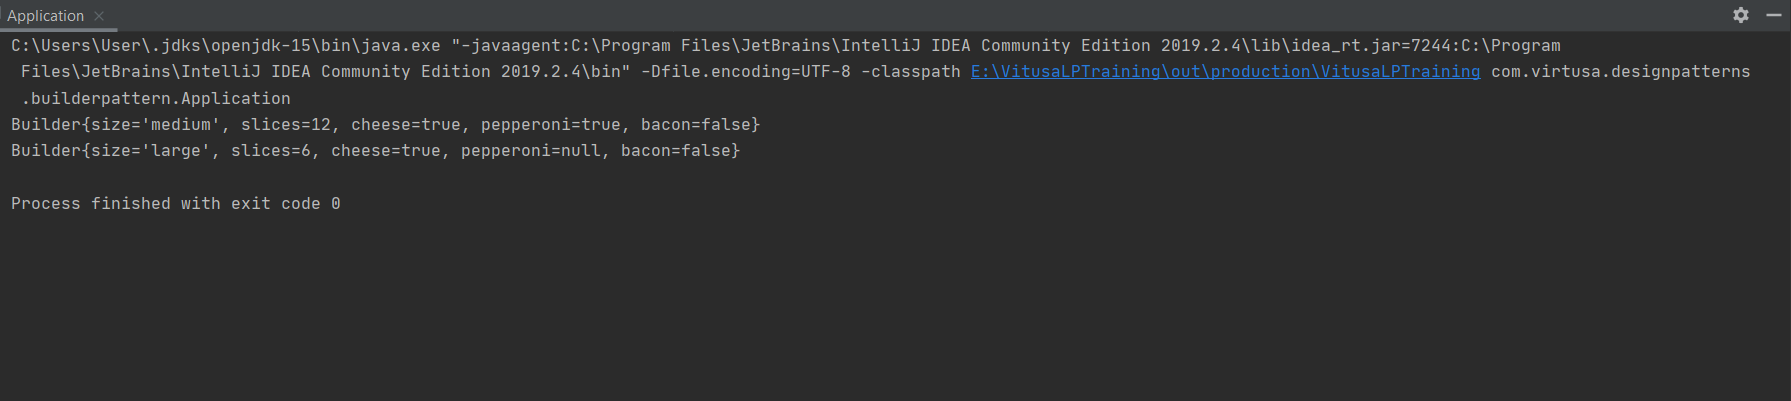 Application
C:\Users\User\.jdks\openjdk-15\bin\java.exe "-javaagent:C:\Program Files\JetBrains\IntelliJ IDEA Community Edition 2019.2.4\lib\idea_rt.jar=7244:C:\Program
Files\JetBrains\IntelliJ IDEA Community Edition 2019.2.4\bin" -Dfile.encoding=UTF-8 -classpath E:\VitusaLPTraining\out\production\VitusaLPTraining com.virtusa.designpatterns
.builderpattern.Application
Builder{size='medium', slices=12, cheese=true, pepperoni=true, bacon=false}
Builder{size='large', slices=6, cheese=true, pepperoni=null, bacon=false}
Process finished with exit code 0